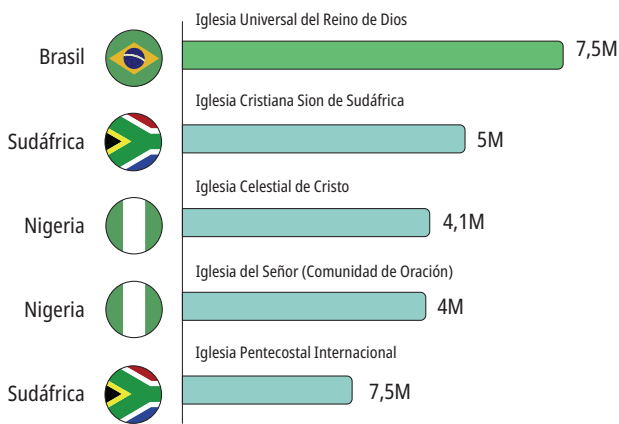 Iglesia Universal del Reino de Dios
Brasil 7,5M
Iglesia Cristiana Sion de Sudáfrica
Sudáfrica 5M
Iglesia Celestial de Cristo
Nigeria 4,1M
Iglesia del Señor (Comunidad de Oración)
Nigeria 4M
Iglesia Pentecostal Internacional
Sudáfrica 7,5M